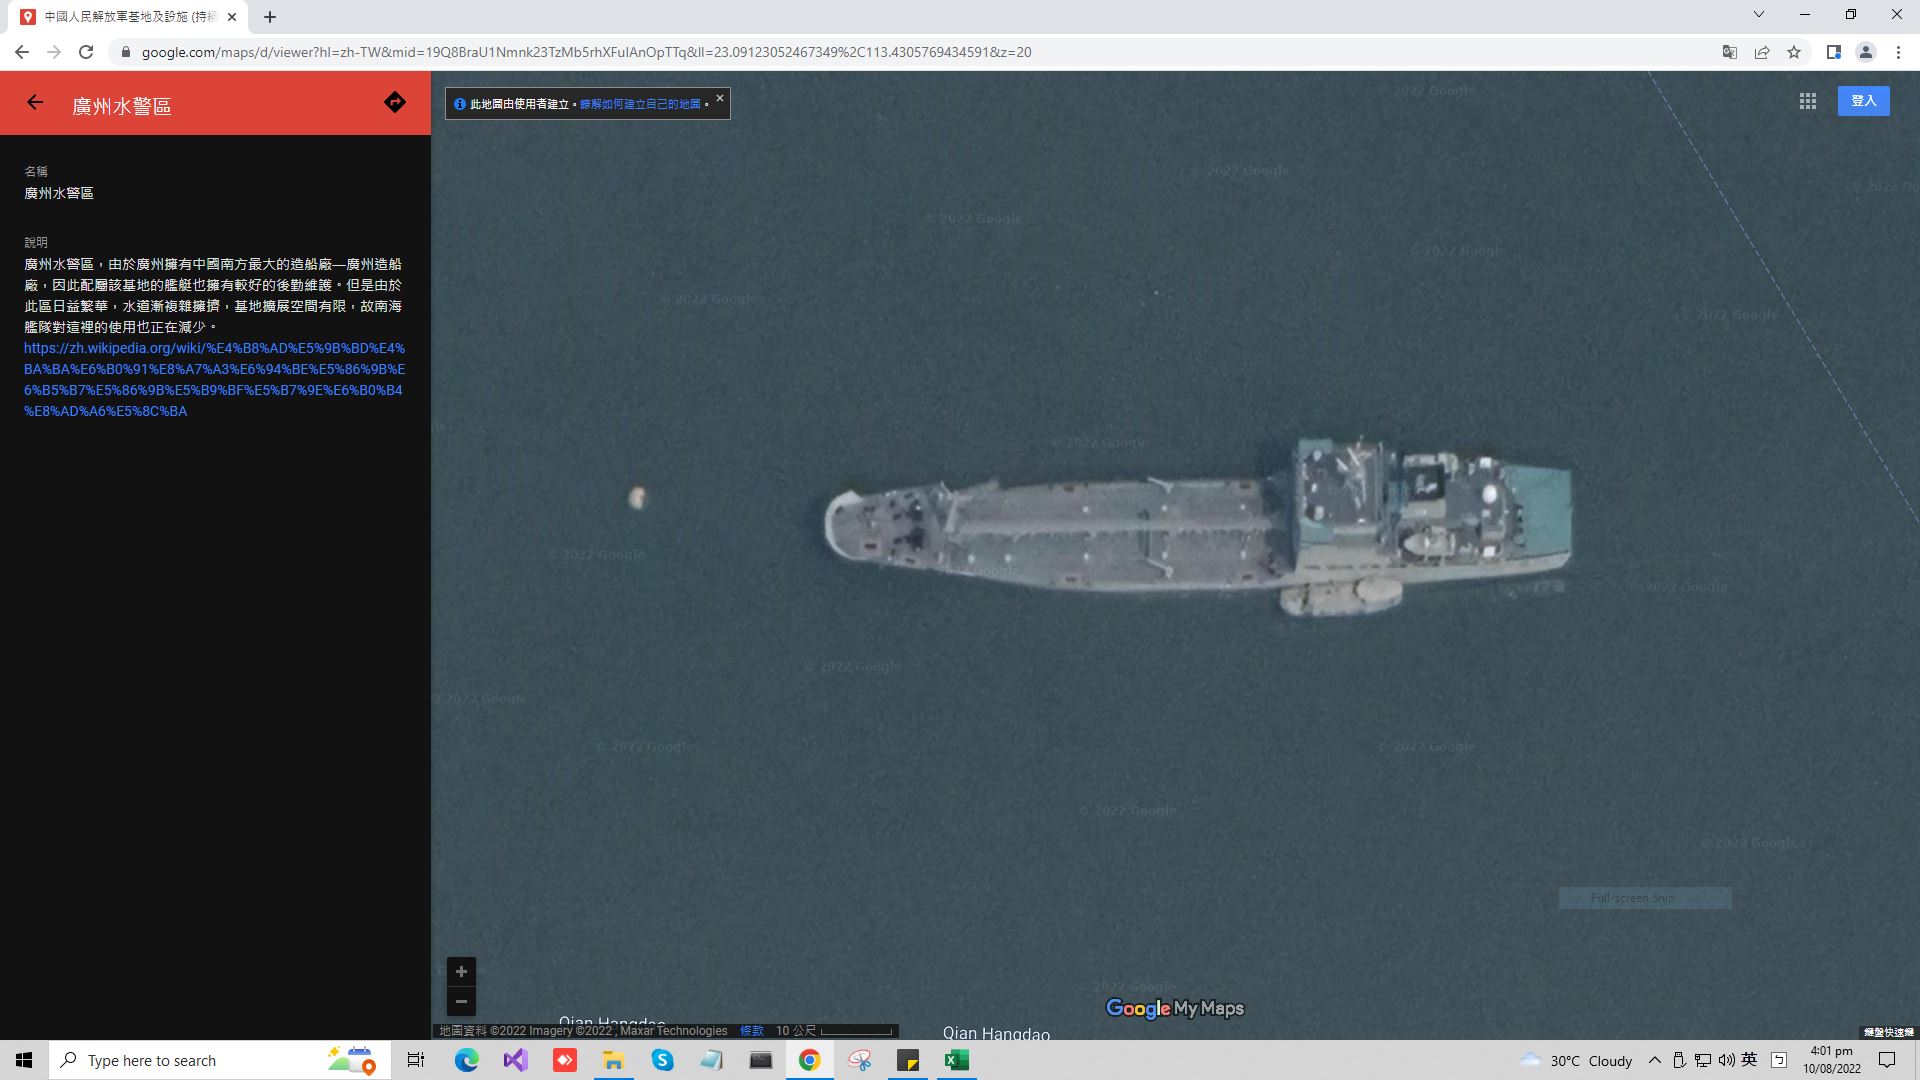 中國人民解放軍基地及設施 (持續
google.com/maps/d/viewer?hl=zh-TW&mid=19Q8BraU1Nmnk23TzMb5rhXFuIAnOpTTq&ll=23.09123052467349%2C113.4305769434591&z=20
廣州水警區
此地圖由使用者建立。瞭解如何建立自己的地圖。
登入
名稱
廣州水警區
說明
廣州水警區，由於廣州擁有中國南方最大的造船廠—廣州造船
廠，因此配屬該基地的艦艇也擁有較好的後勤維護。但是由於
此區日益繁華，水道漸複雜擁擠，基地擴展空間有限，故南海
艦隊對這裡的使用也正在減少。
https://zh.wikipedia.org/wiki/%E4%B8%AD%E5%9B%BD%E4%
BA%BA%E6%B0%91%E8%A7%A3%E6%94%BE%E5%86%9B%E
6%B5%B7%E5%86%9B%E5%B9%BF%E5%B7%9E%E6%B0%B4
%E8%AD%A6%E5%8C%BA
© 2022 Google
Full-screen Snip
Google My Maps
Qian Hangdao
Qian Hangdao
地圖資料 ©2022 Imagery ©2022 , Maxar Technologies 條款 10 公尺
鍵盤快速鍵
Type here to search
30°C Cloudy
英
4:01 pm
10/08/2022